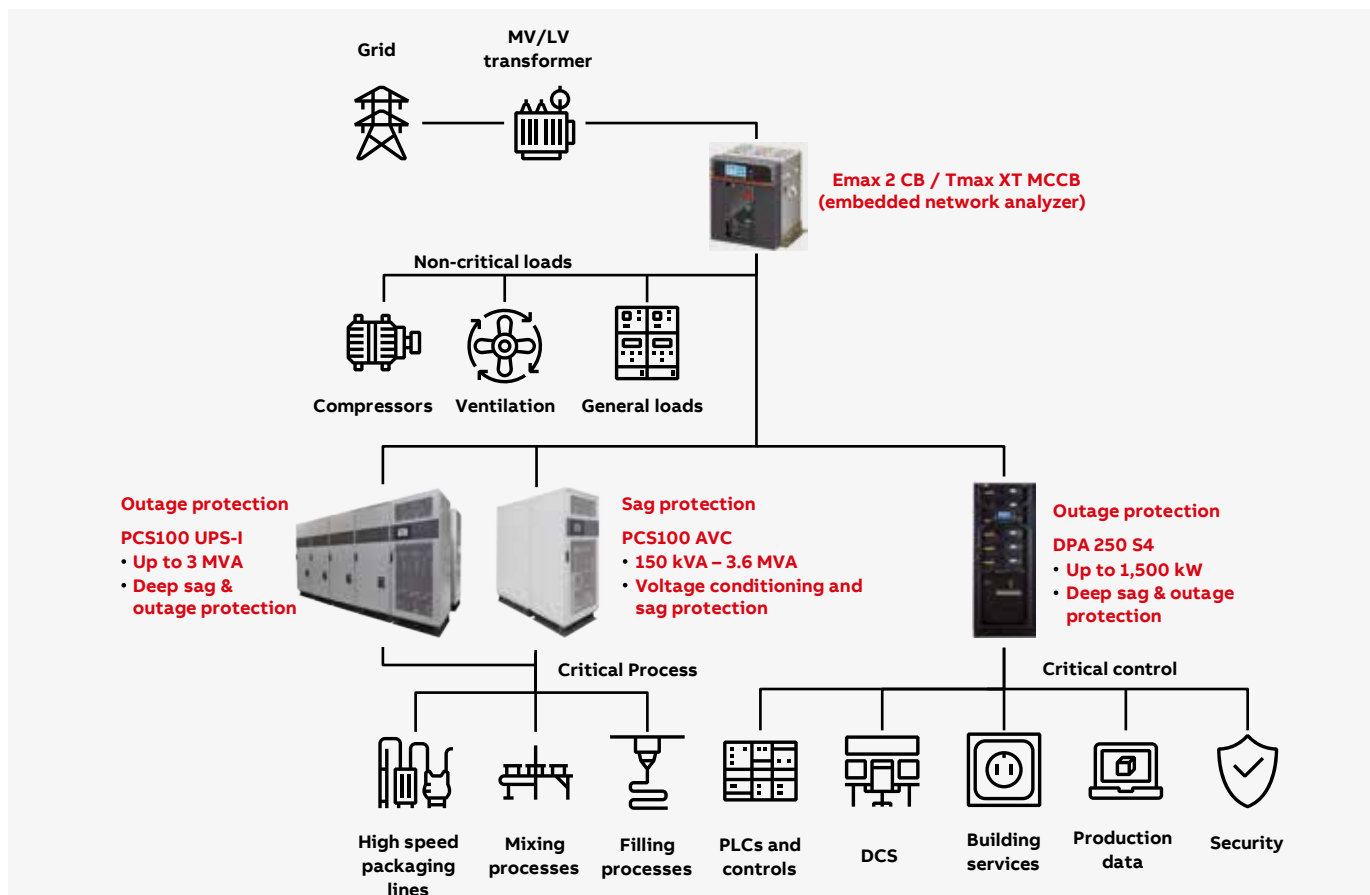 Grid
MV/LV
transformer
Emax 2 CB / Tmax XT MCCB
(embedded network analyzer)
Non-critical loads
Compressors
Ventilation
General loads
Outage protection
PCS100 UPS-I
• Up to 3 MVA
• Deep sag &
outage protection
Sag protection
PCS100 AVC
• 150 kVA – 3.6 MVA
• Voltage conditioning and
sag protection
Outage protection
DPA 250 S4
• Up to 1,500 kW
• Deep sag & outage
protection
Critical Process
Critical control
High speed
packaging
lines
Mixing
processes
Filling
processes
PLCs and
controls
DCS
Building
services
Production
data
Security